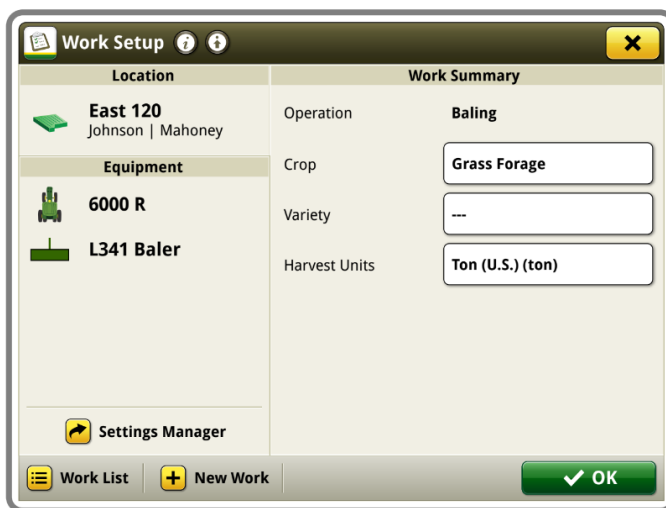 Work Setup
Location
East 120
Johnson | Mahoney
Equipment
6000 R
L341 Baler
Settings Manager
Work Summary
Operation Baling
Crop Grass Forage
Variety ---
Harvest Units Ton (U.S.) (ton)
Work List New Work OK